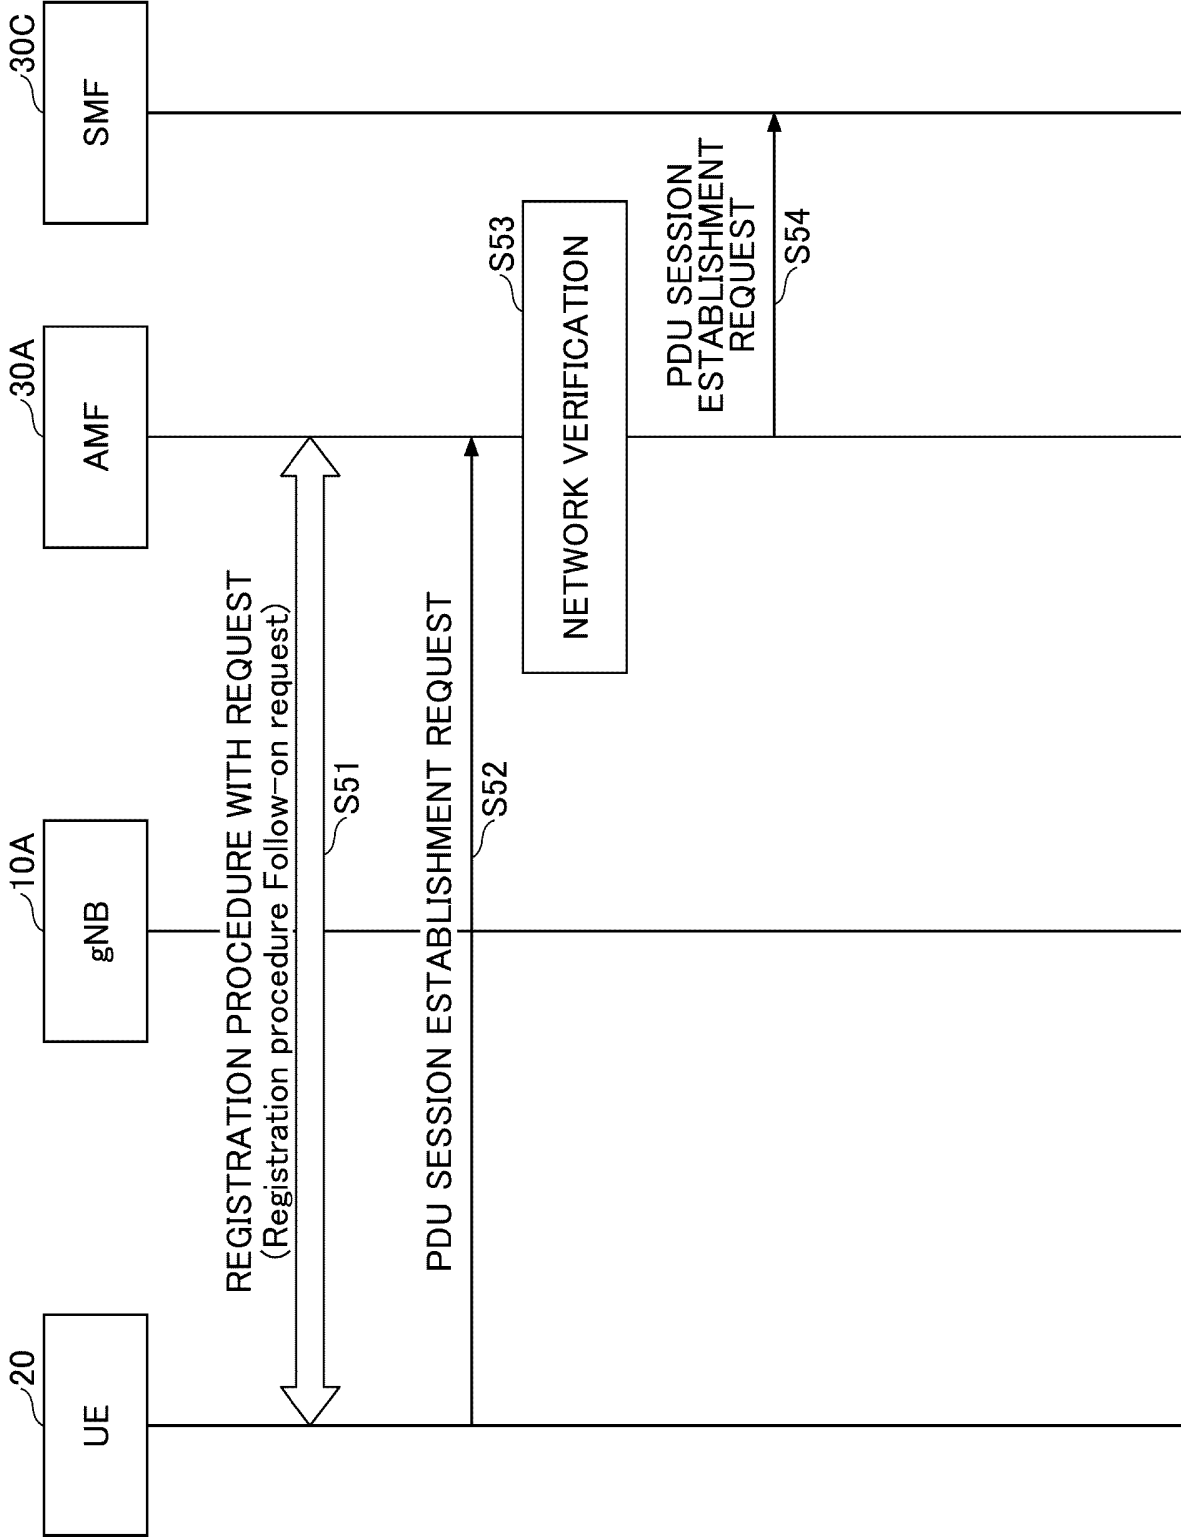 20
UE
10A
gNB
30A
AMF
30C
SMF
REGISTRATION PROCEDURE WITH REQUEST
(Registration procedure Follow-on request)
S51
PDU SESSION ESTABLISHMENT REQUEST
S52
S53
NETWORK VERIFICATION
PDU SESSION
ESTABLISHMENT
REQUEST
S54